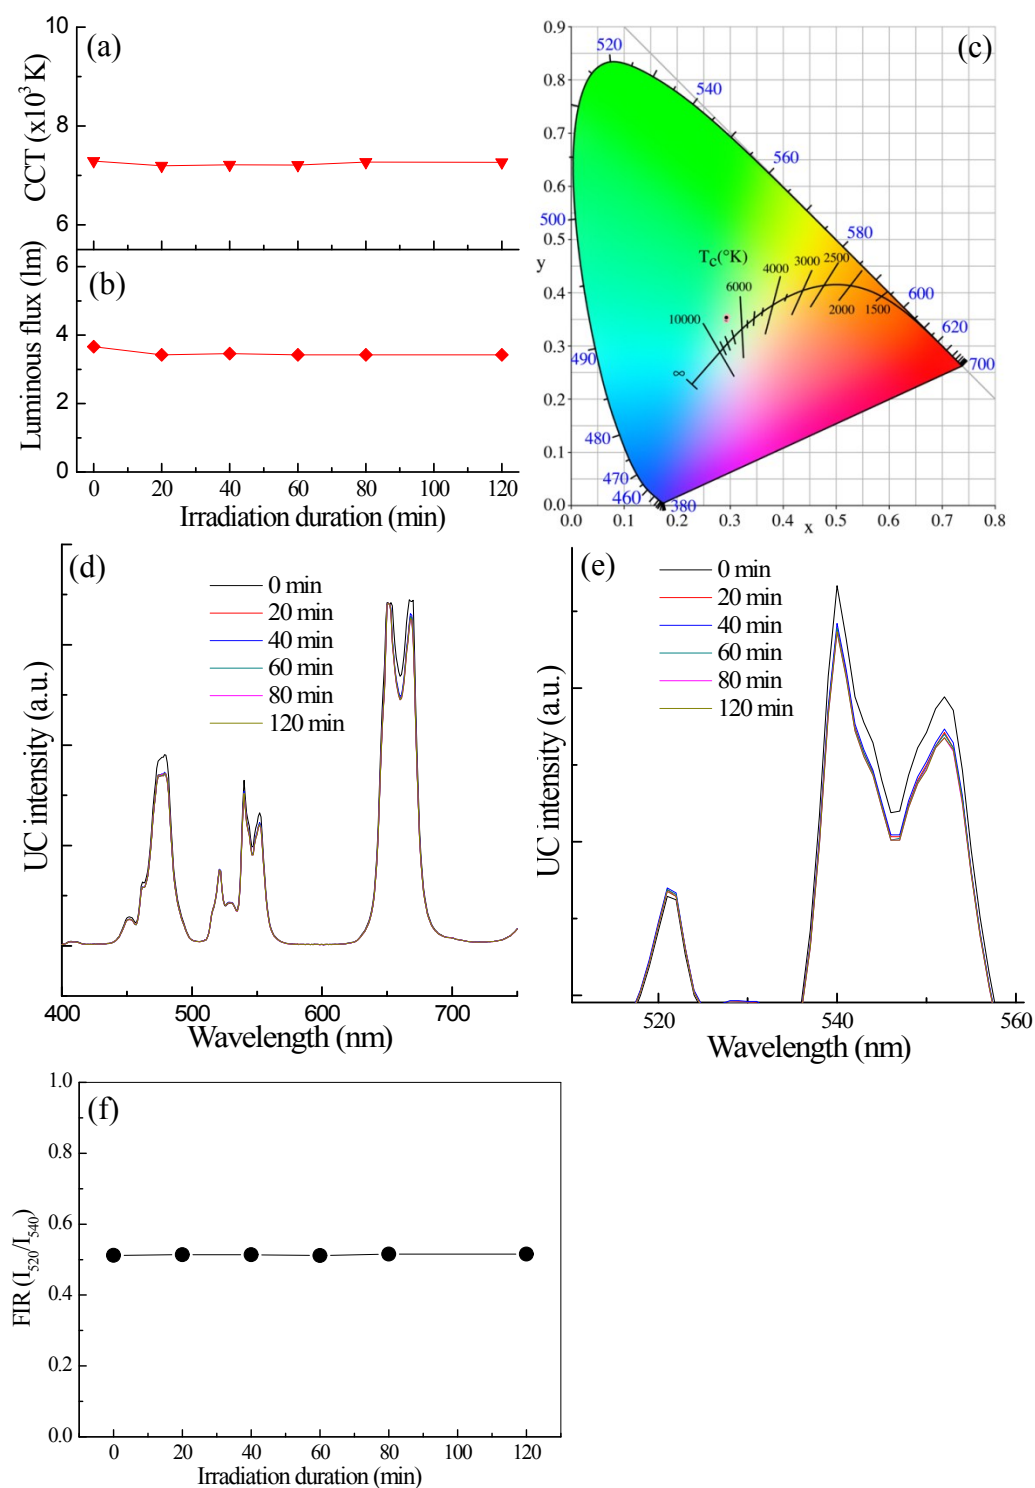 (a)
CCT (x10³ K)
10
8
6
(b)
Luminous flux (lm)
6
4
2
0
0 20 40 60 80 100 120
Irradiation duration (min)
(c)
0.9
0.8
0.7
0.6
0.5
y
0.4
0.3
0.2
0.1
0.0
0.0 0.1 0.2 0.3 0.4 0.5 0.6 0.7 0.8
x
520
540
560
500
580
T_C(°K)
4000 3000 2500
6000
600
10000
2000 1500
620
490
∞
700
480
470
460
380
(d)
0 min
20 min
40 min
60 min
80 min
120 min
UC intensity (a.u.)
400 500 600 700
Wavelength (nm)
(e)
0 min
20 min
40 min
60 min
80 min
120 min
UC intensity (a.u.)
520 540 560
Wavelength (nm)
(f)
FIR (I₅₂₀/I₅₄₀)
1.0
0.8
0.6
0.4
0.2
0.0
0 20 40 60 80 100 120
Irradiation duration (min)